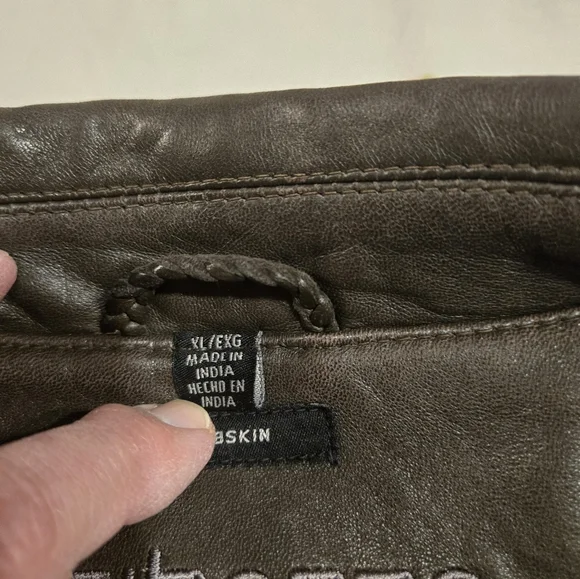 XL/EXG
MADE IN
INDIA
HECHO EN
INDIA
BSKIN